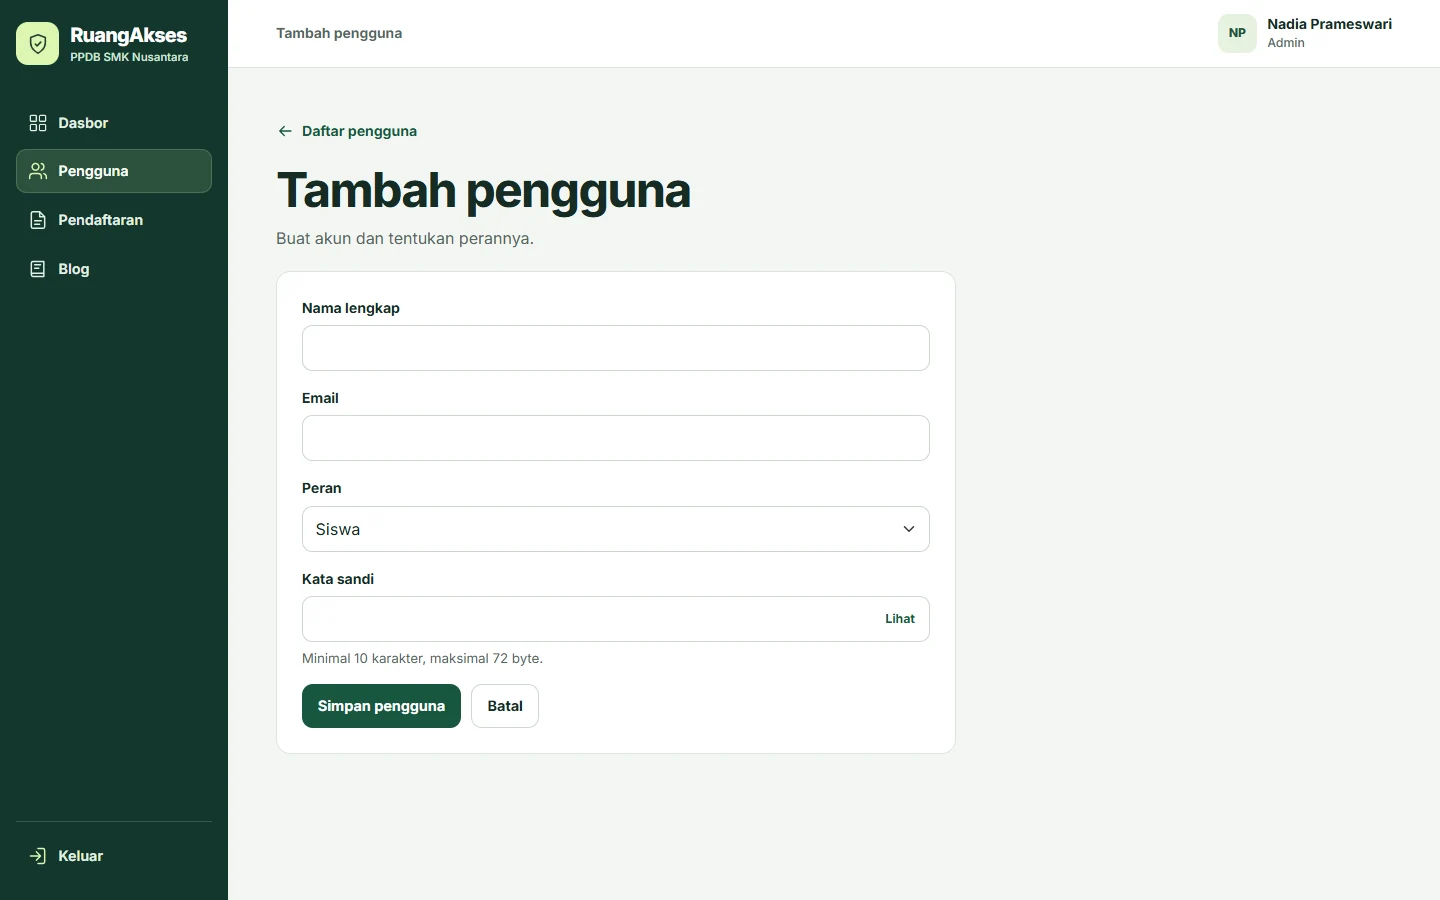 RuangAkses
PPDB SMK Nusantara
Dasbor
Pengguna
Pendaftaran
Blog
Keluar
Tambah pengguna
NP
Nadia Prameswari
Admin
Daftar pengguna
Tambah pengguna
Buat akun dan tentukan perannya.
Nama lengkap
Email
Peran
Siswa
Kata sandi
Lihat
Minimal 10 karakter, maksimal 72 byte.
Simpan pengguna
Batal